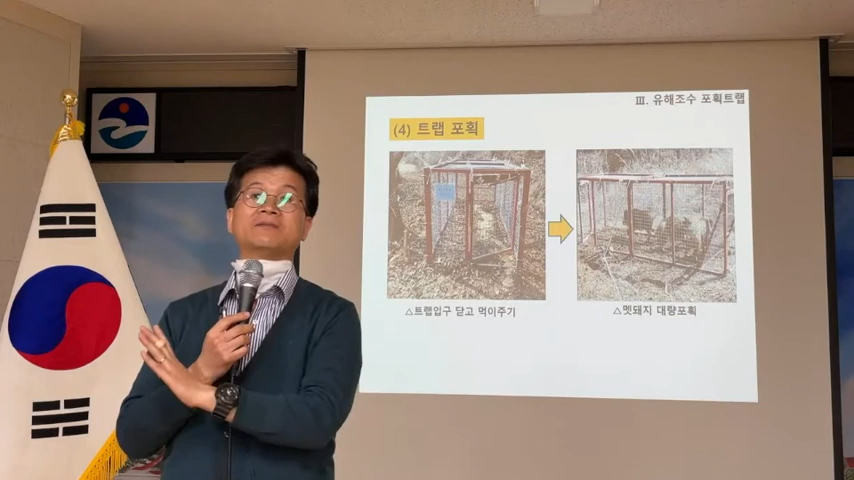 Ⅲ. 유해조수 포획트랩
(4) 트랩 포획
△트랩입구 닫고 먹이주기
△멧돼지 대량포획